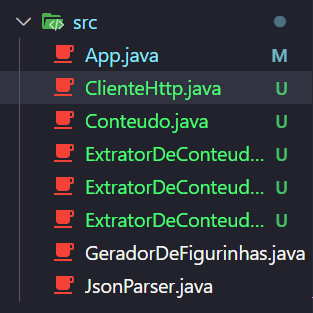 src
App.java M
ClienteHttp.java U
Conteudo.java U
ExtratorDeConteud... U
ExtratorDeConteud... U
ExtratorDeConteud... U
GeradorDeFigurinhas.java
JsonParser.java